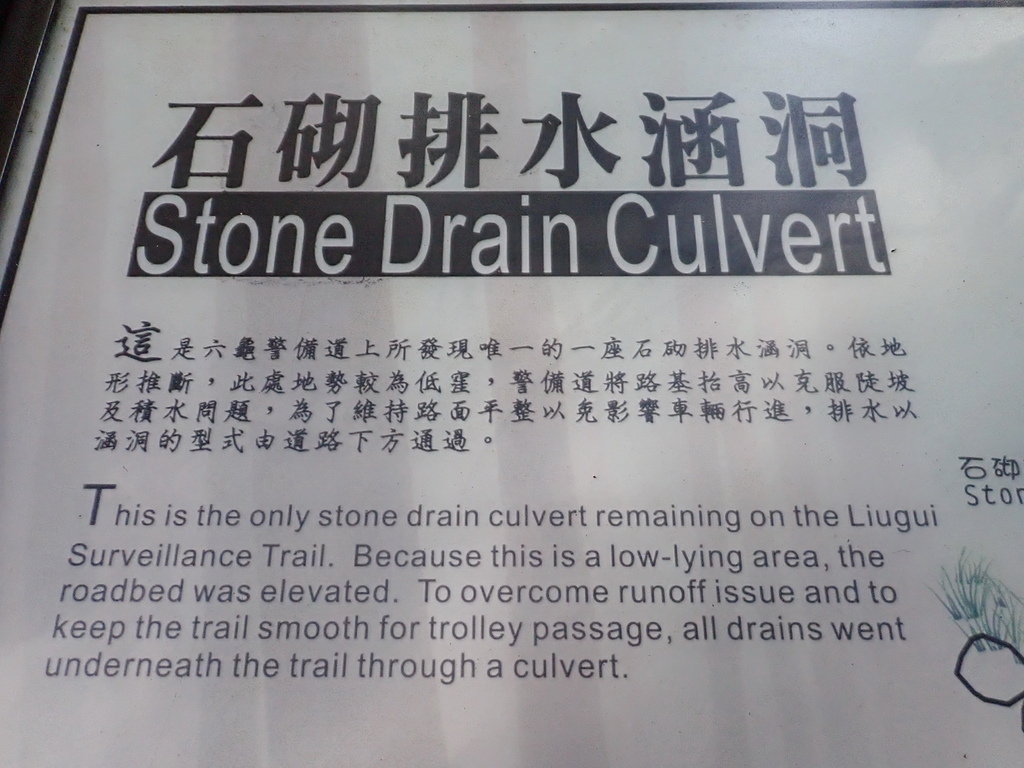 石砌排水涵洞
Stone Drain Culvert
這是六龜警備道上所發現唯一的一座石砌排水涵洞。依地
形推斷，此處地勢較為低窪，警備道將路基抬高以克服陡坡
及積水問題，為了維持路面平整以免影響車輛行進，排水以
涵洞的型式由道路下方通過。
石砌
Ston
This is the only stone drain culvert remaining on the Liugui
Surveillance Trail. Because this is a low-lying area, the
roadbed was elevated. To overcome runoff issue and to
keep the trail smooth for trolley passage, all drains went
underneath the trail through a culvert.